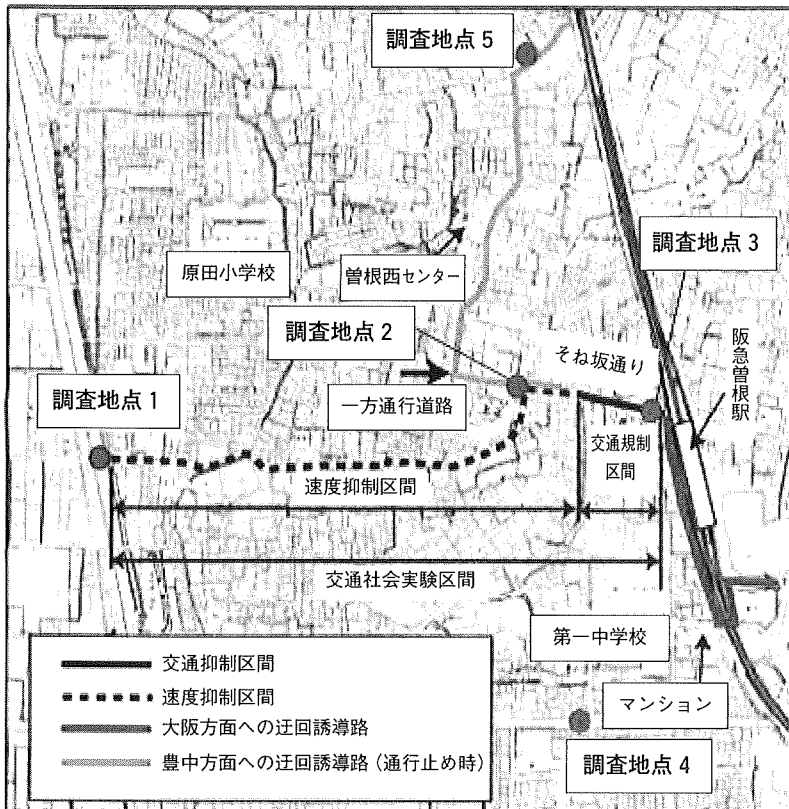 調査地点 5
調査地点 3
原田小学校
曽根西センター
調査地点 2
そね坂通り
阪急曽根駅
調査地点 1
一方通行道路
交通規制
区間
速度抑制区間
交通社会実験区間
第一中学校
マンション
調査地点 4
交通抑制区間
速度抑制区間
大阪方面への迂回誘導路
豊中方面への迂回誘導路（通行止め時）